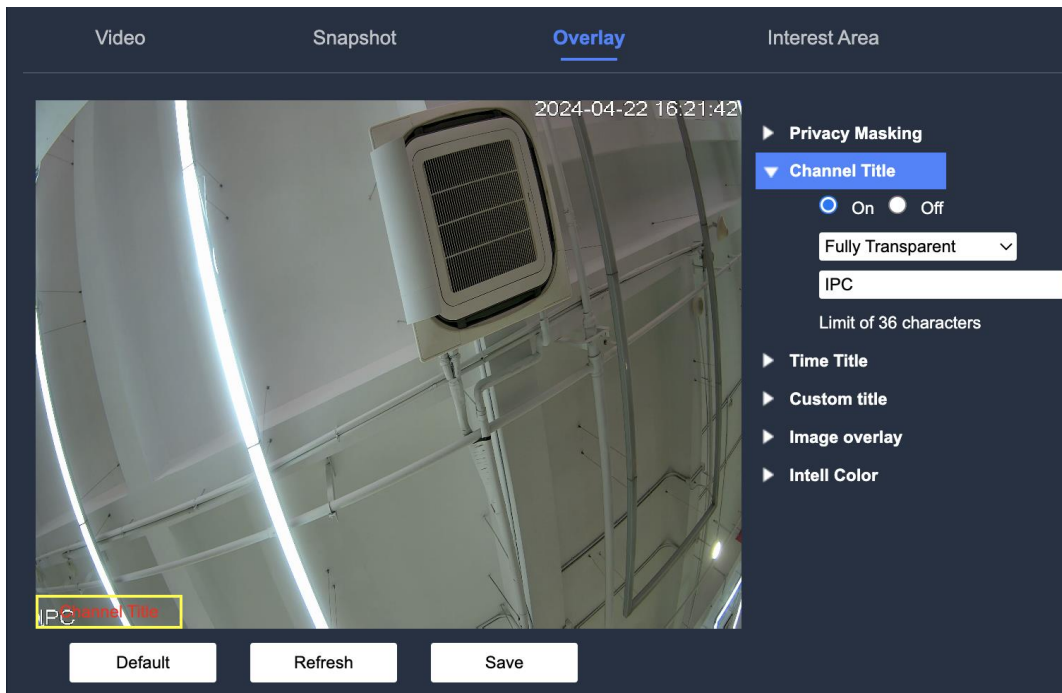 Video Snapshot Overlay Interest Area
2024-04-22 16:21:42
Privacy Masking
Channel Title
On Off
Fully Transparent
IPC
Limit of 36 characters
Time Title
Custom title
Image overlay
Intell Color
IPC
Channel Title
Default Refresh Save